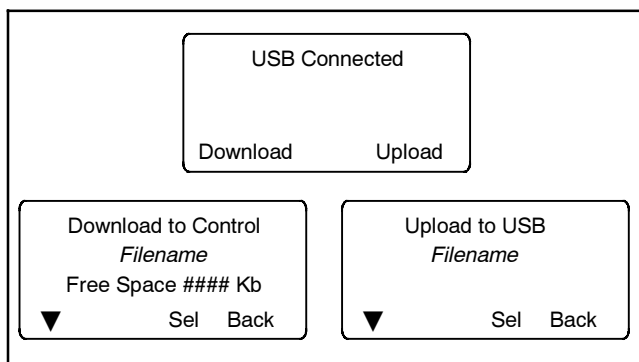 USB Connected
Download Upload
Download to Control
Filename
Free Space #### Kb
▼ Sel Back
Upload to USB
Filename
▼ Sel Back